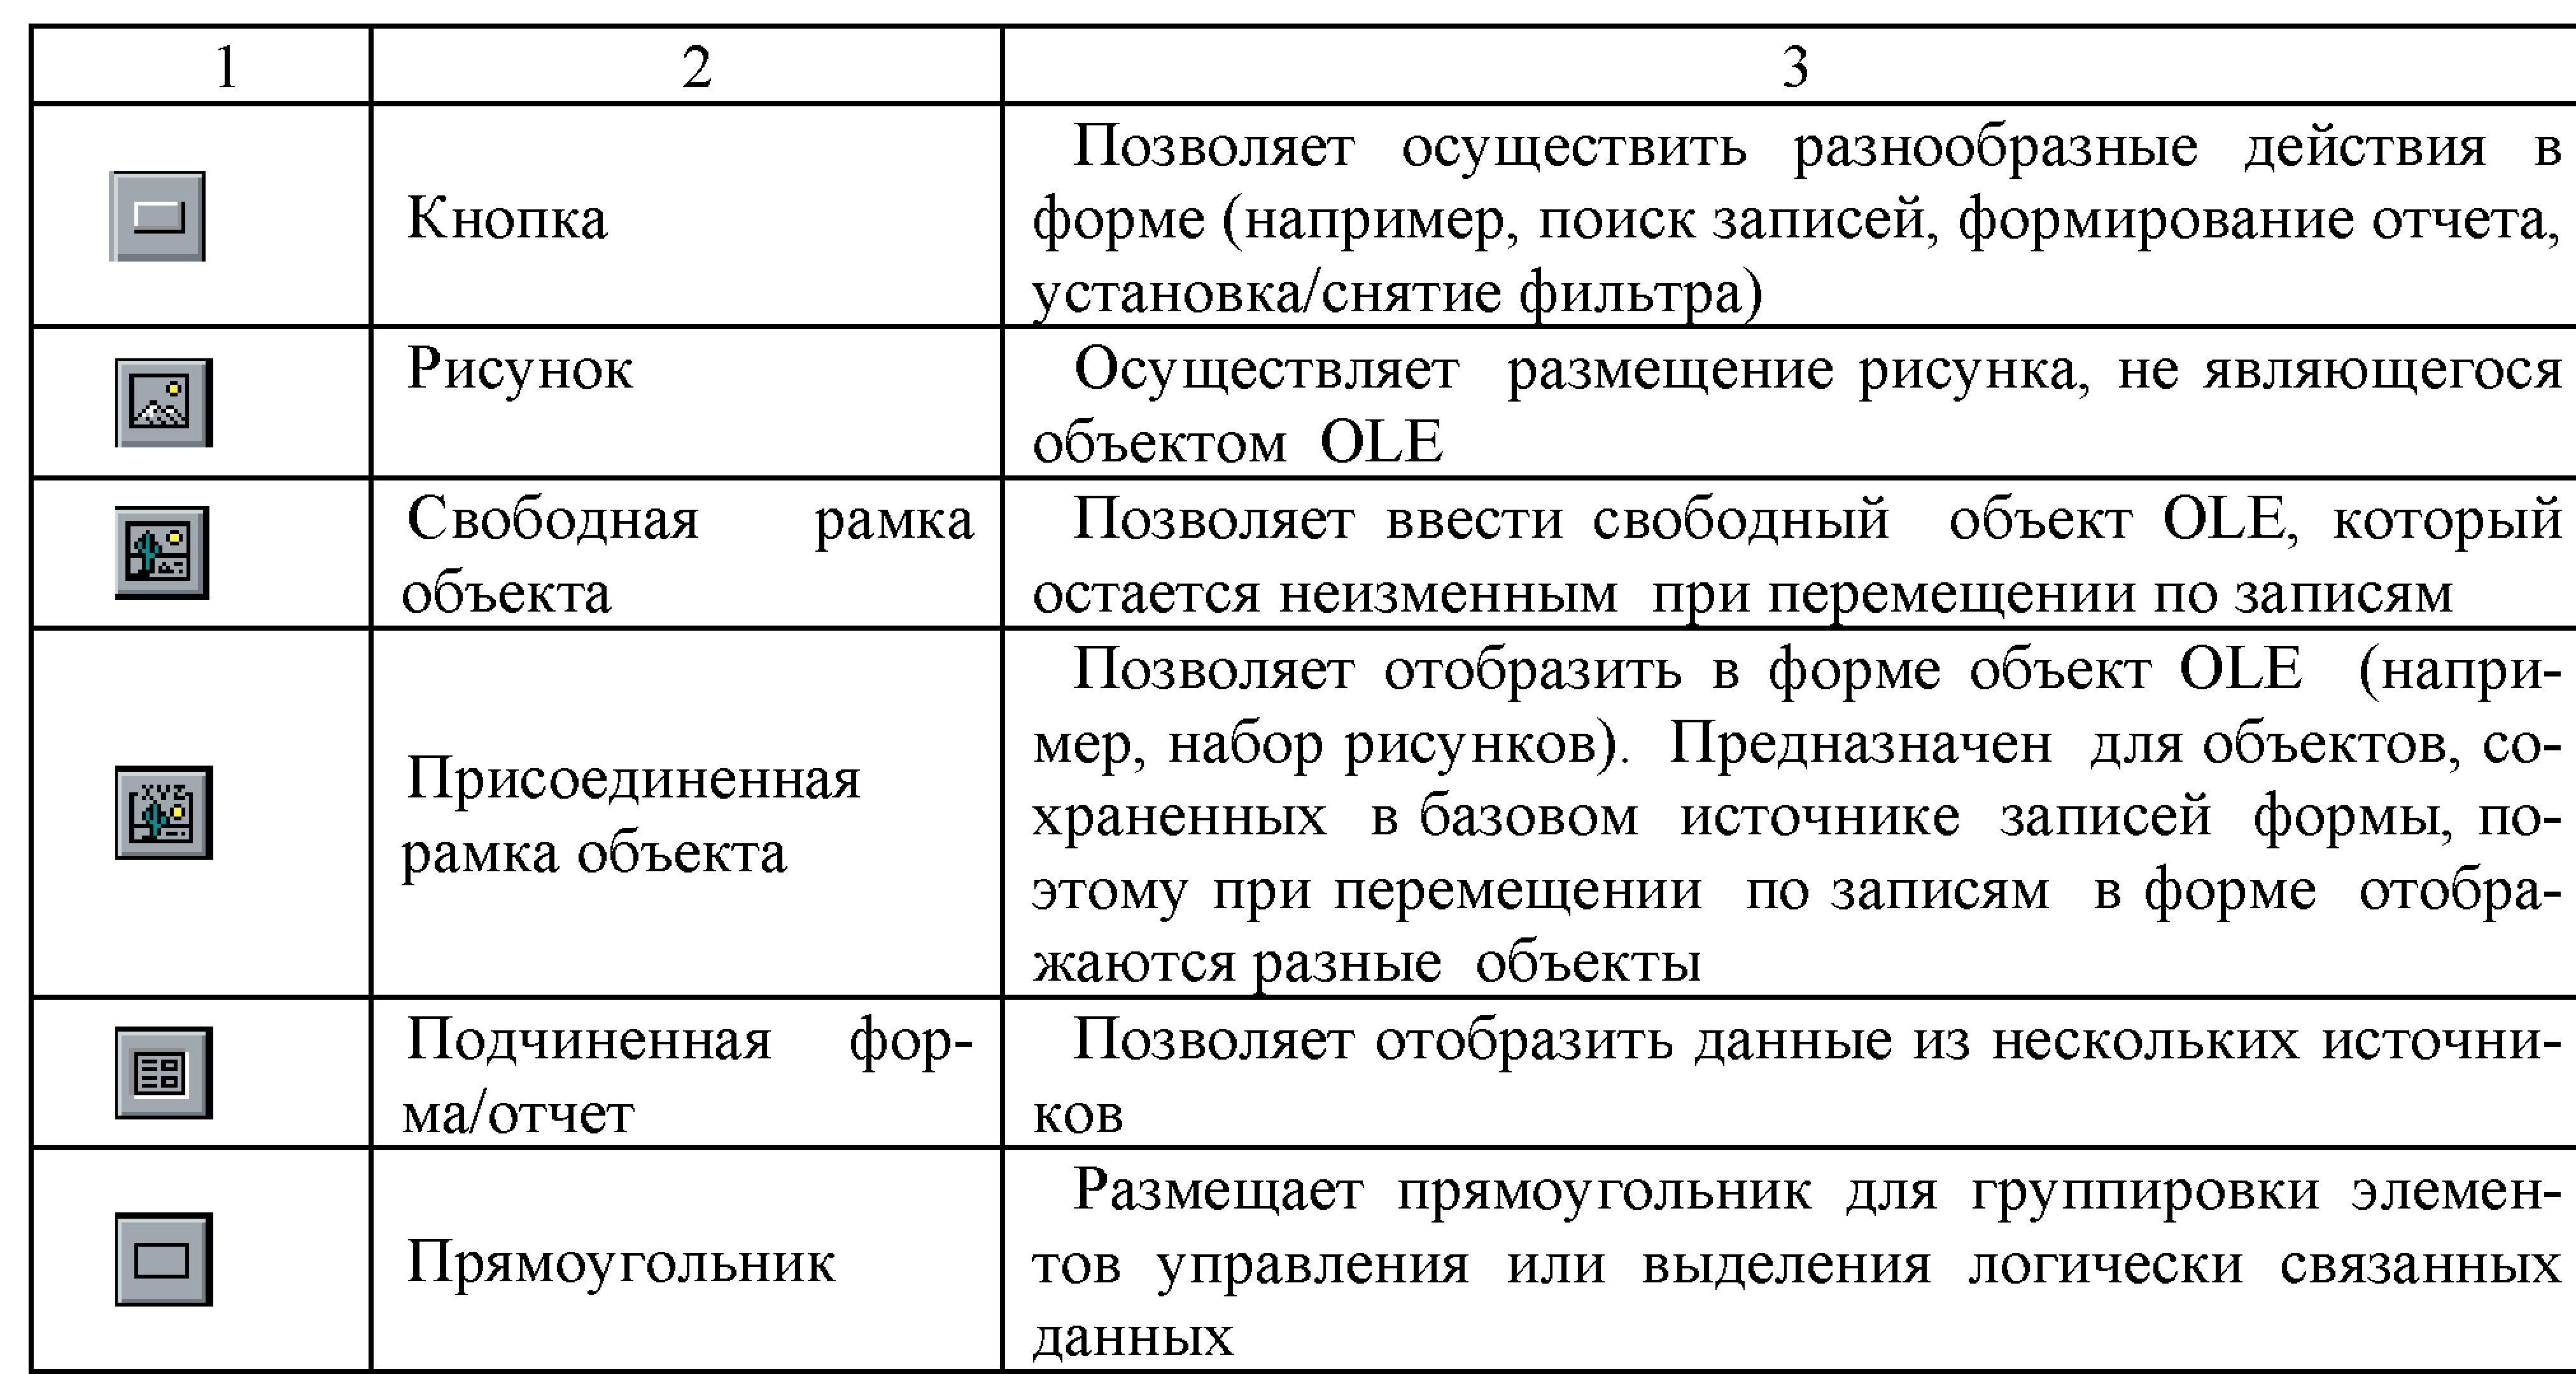 1 2 3
Кнопка
Позволяет осуществить разнообразные действия в
форме (например, поиск записей, формирование отчета,
установка/снятие фильтра)
Рисунок
Осуществляет размещение рисунка, не являющегося
объектом OLE
Свободная рамка
объекта
Позволяет ввести свободный объект OLE, который
остается неизменным при перемещении по записям
XYZ
Присоединенная
рамка объекта
Позволяет отобразить в форме объект OLE (напри-
мер, набор рисунков). Предназначен для объектов, со-
храненных в базовом источнике записей формы, по-
этому при перемещении по записям в форме отобра-
жаются разные объекты
Подчиненная фор-
ма/отчет
Позволяет отобразить данные из нескольких источни-
ков
Прямоугольник
Размещает прямоугольник для группировки элемен-
тов управления или выделения логически связанных
данных